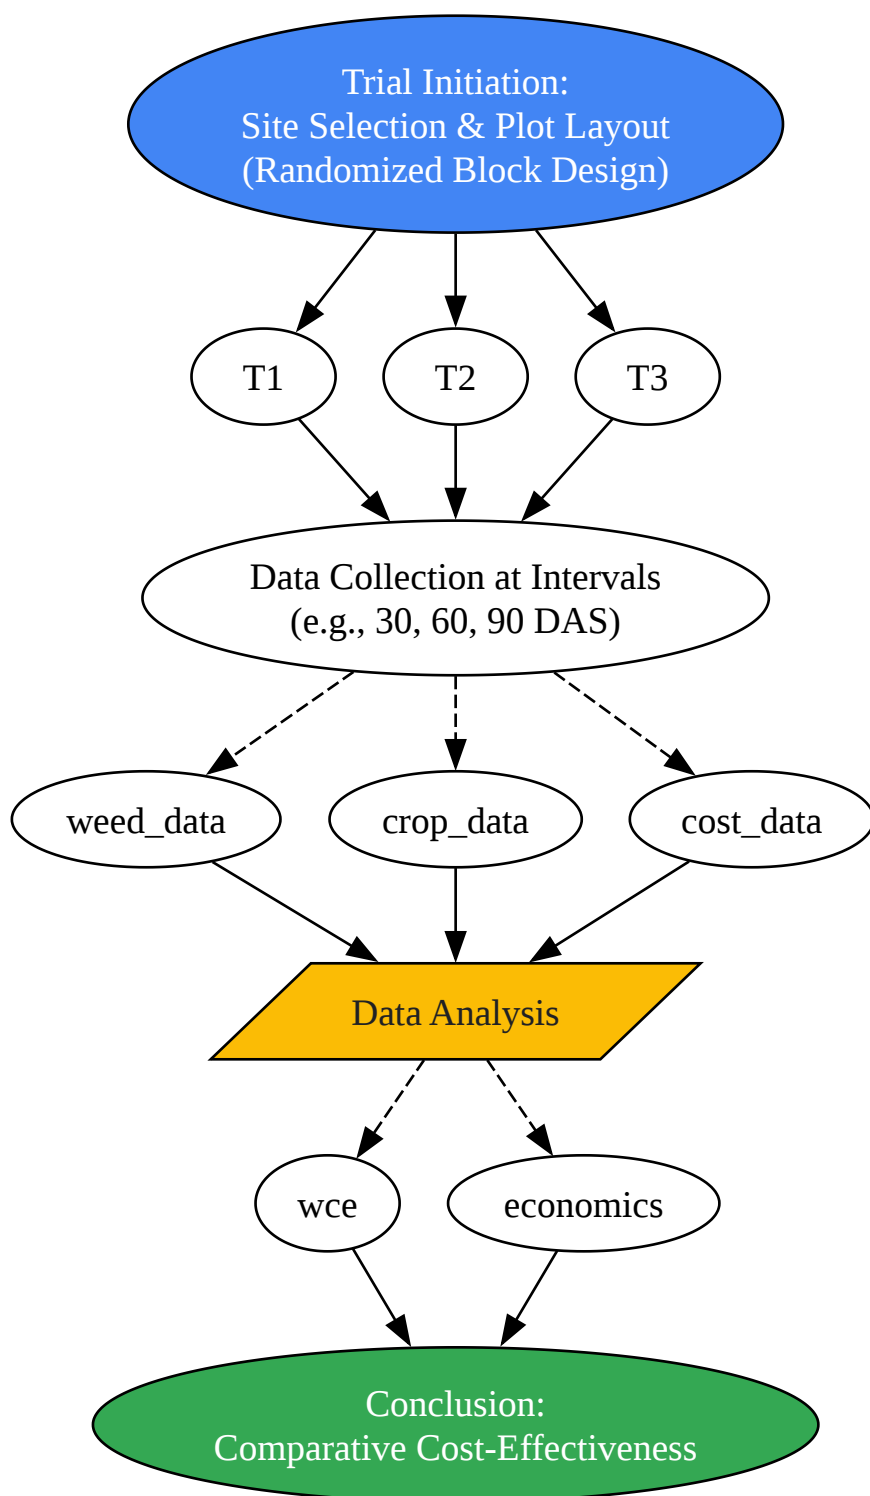 Trial Initiation:
Site Selection & Plot Layout
(Randomized Block Design)
T1
T2
T3
Data Collection at Intervals
(e.g., 30, 60, 90 DAS)
weed_data
crop_data
cost_data
Data Analysis
wce
economics
Conclusion:
Comparative Cost-Effectiveness